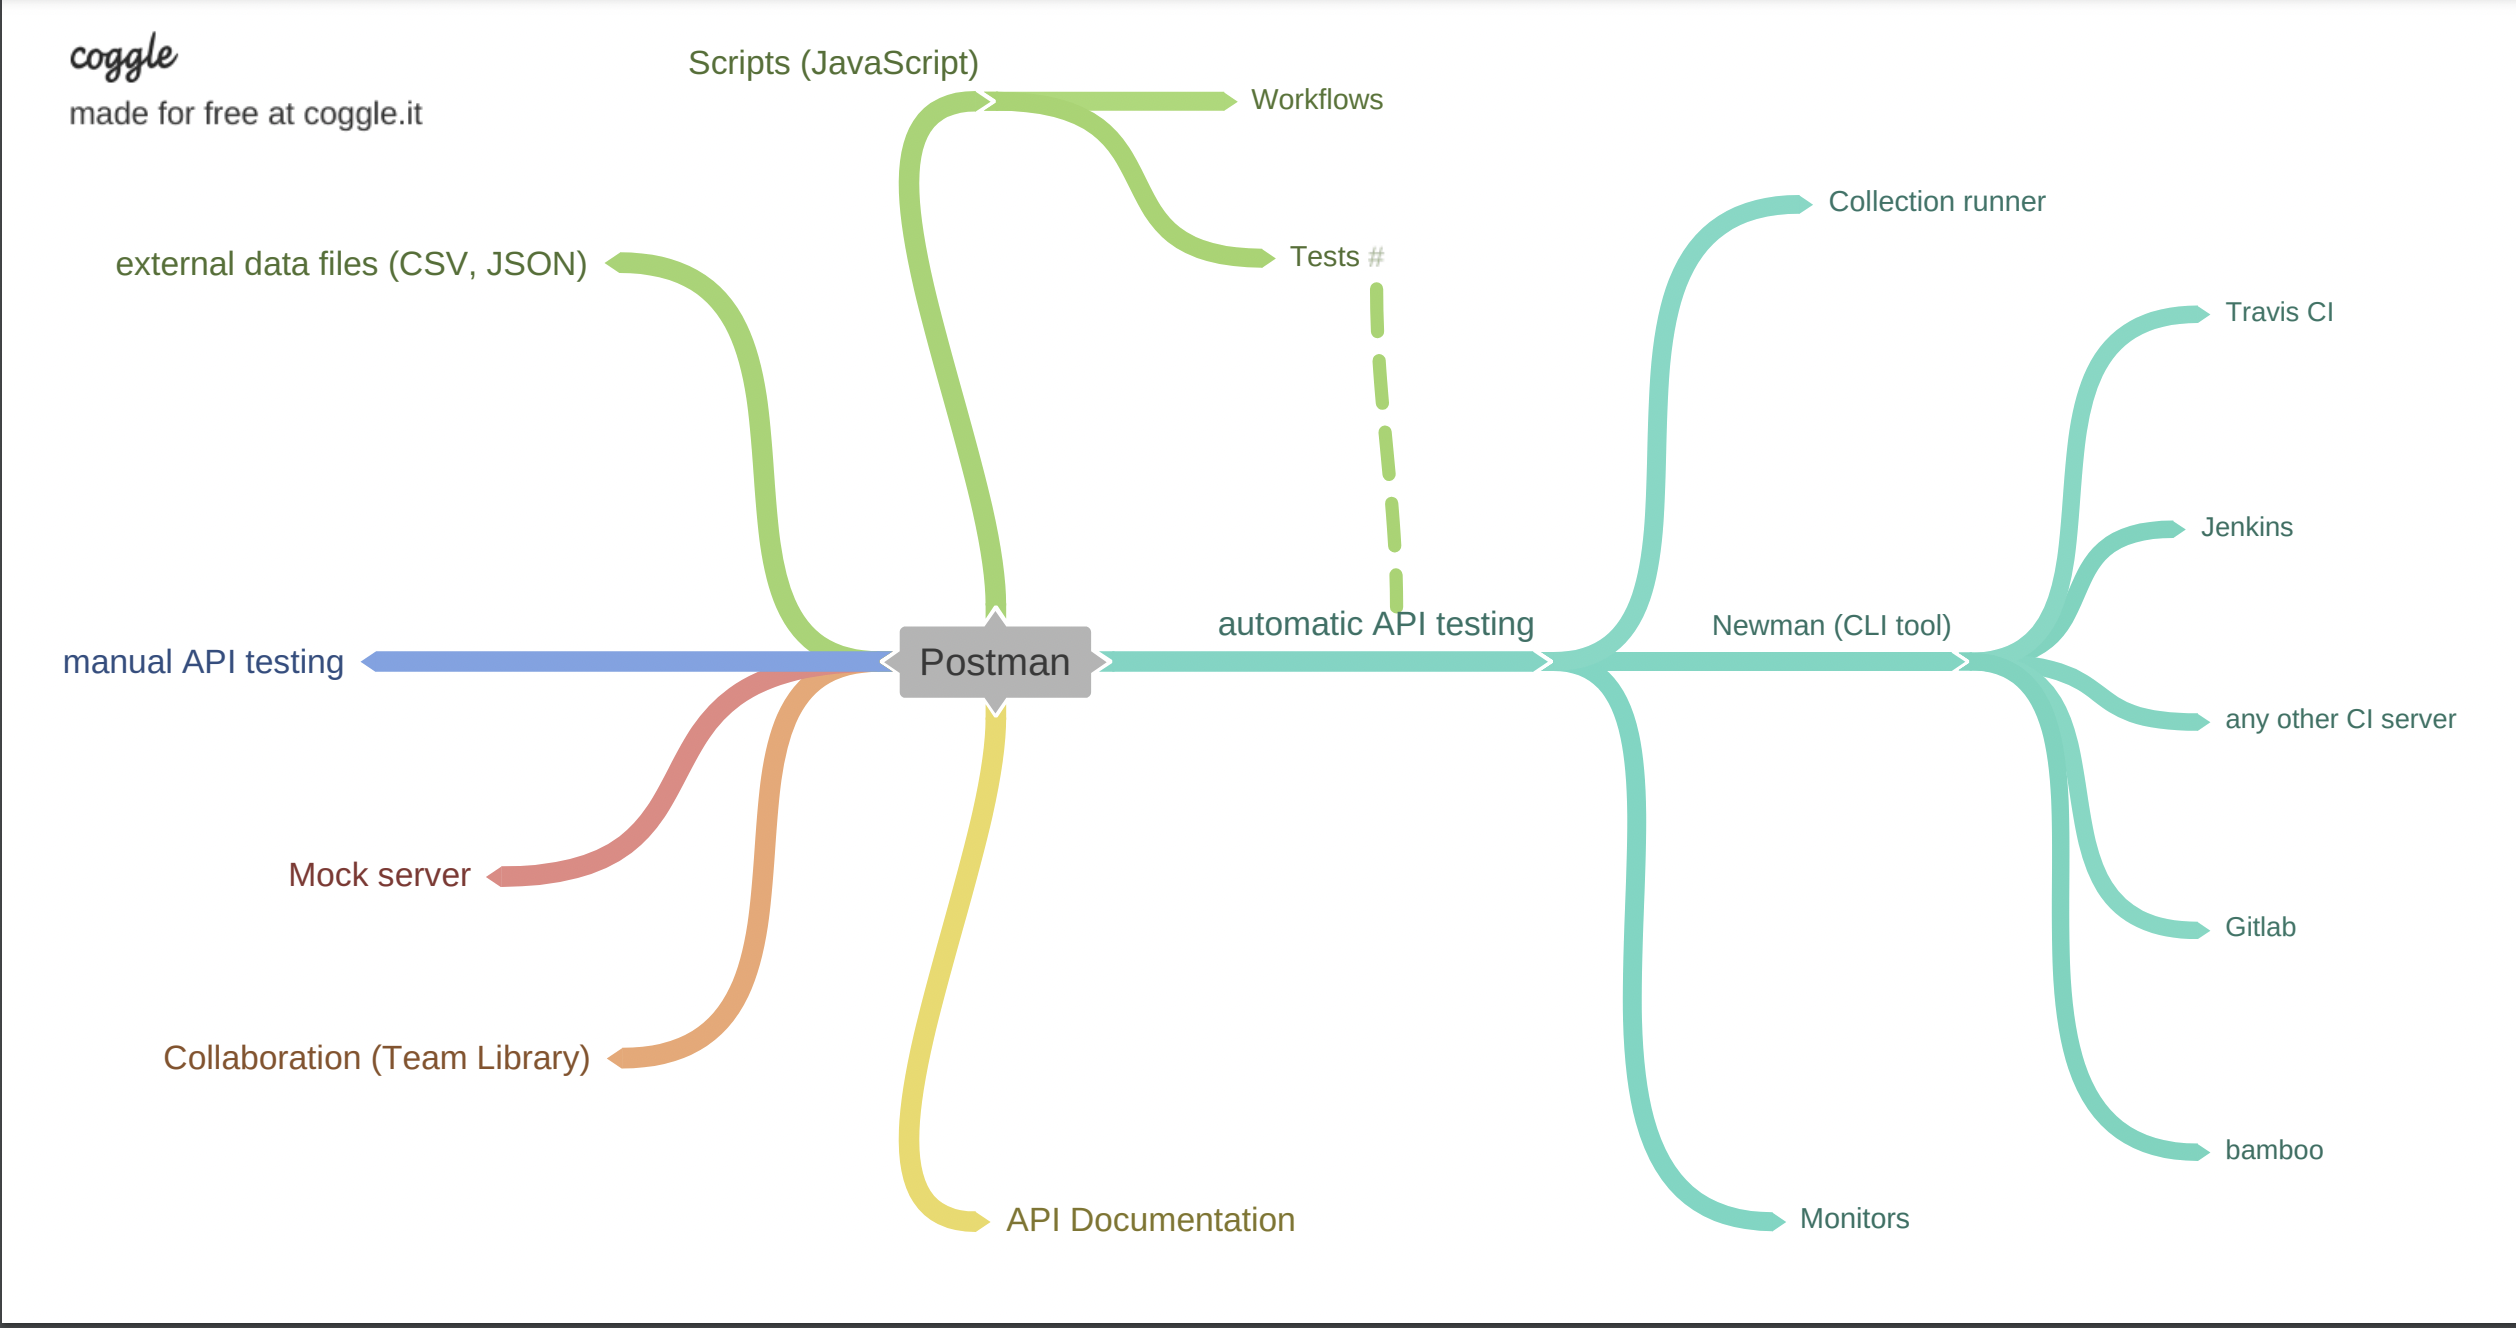 coggle
made for free at coggle.it
Scripts (JavaScript)
Workflows
Tests #
external data files (CSV, JSON)
manual API testing
Mock server
Collaboration (Team Library)
Postman
API Documentation
automatic API testing
Collection runner
Newman (CLI tool)
Monitors
Travis CI
Jenkins
any other CI server
Gitlab
bamboo